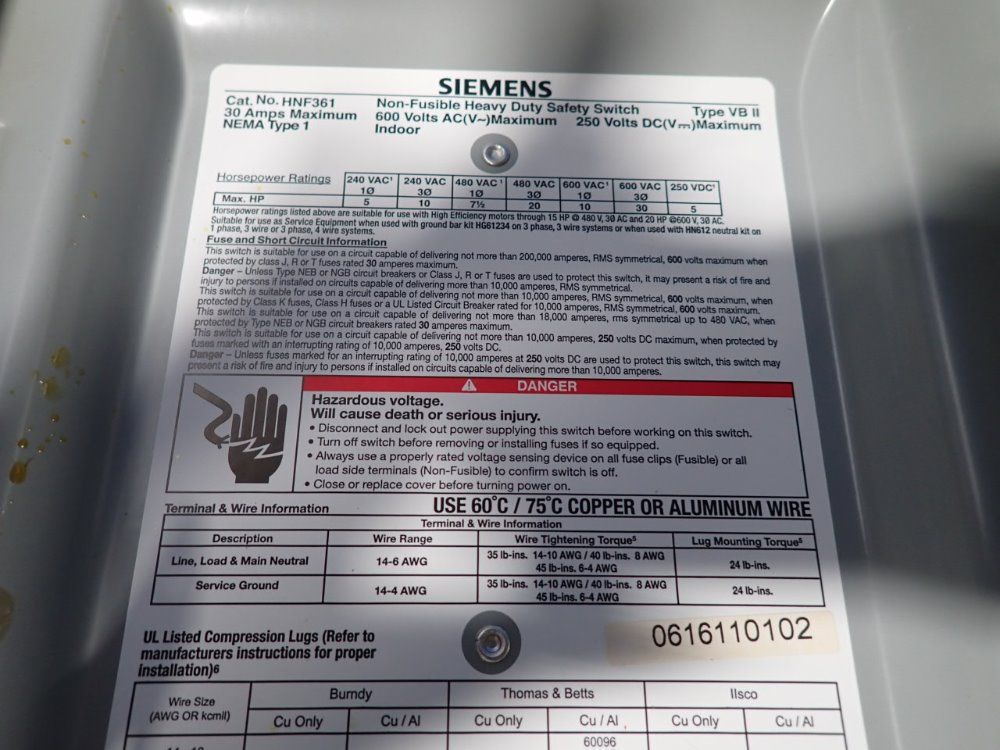 SIEMENS
Cat. No. HNF361 Non-Fusible Heavy Duty Safety Switch Type VB II
30 Amps Maximum 600 Volts AC(V~)Maximum 250 Volts DC(V⎓)Maximum
NEMA Type 1 Indoor
Horsepower Ratings 240 VAC¹ 240 VAC 480 VAC¹ 480 VAC 600 VAC¹ 600 VAC 250 VDC¹
1Ø 3Ø 1Ø 3Ø 1Ø 3Ø
Max. HP 5 10 7½ 20 10 30 5
Horsepower ratings listed above are suitable for use with High Efficiency motors through 15 HP @ 480 V, 3Ø AC and 20 HP @600 V, 3Ø AC.
Suitable for use as Service Equipment when used with ground bar kit HG61234 on 3 phase, 3 wire systems or when used with HN612 neutral kit on
1 phase, 3 wire or 3 phase, 4 wire systems.
Fuse and Short Circuit Information
This switch is suitable for use on a circuit capable of delivering not more than 200,000 amperes, RMS symmetrical, 600 volts maximum when
protected by class J, R or T fuses rated 30 amperes maximum.
Danger – Unless Type NEB or NGB circuit breakers or Class J, R or T fuses are used to protect this switch, it may present a risk of fire and
injury to persons if installed on circuits capable of delivering more than 10,000 amperes, RMS symmetrical.
This switch is suitable for use on a circuit capable of delivering not more than 10,000 amperes, RMS symmetrical, 600 volts maximum, when
protected by Class K fuses, Class H fuses or a UL Listed Circuit Breaker rated for 10,000 amperes, RMS symmetrical, 600 volts maximum.
This switch is suitable for use on a circuit capable of delivering not more than 18,000 amperes, rms symmetrical up to 480 VAC, when
protected by Type NEB or NGB circuit breakers rated 30 amperes maximum.
This switch is suitable for use on a circuit capable of delivering not more than 10,000 amperes, 250 volts DC maximum, when protected by
fuses marked with an interrupting rating of 10,000 amperes, 250 volts DC.
Danger – Unless fuses marked for an interrupting rating of 10,000 amperes at 250 volts DC are used to protect this switch, this switch may
present a risk of fire and injury to persons if installed on circuits capable of delivering more than 10,000 amperes.
DANGER
Hazardous voltage.
Will cause death or serious injury.
• Disconnect and lock out power supplying this switch before working on this switch.
• Turn off switch before removing or installing fuses if so equipped.
• Always use a properly rated voltage sensing device on all fuse clips (Fusible) or all
load side terminals (Non-Fusible) to confirm switch is off.
• Close or replace cover before turning power on.
Terminal & Wire Information USE 60°C / 75°C COPPER OR ALUMINUM WIRE
Terminal & Wire Information
Description Wire Range Wire Tightening Torque⁵ Lug Mounting Torque⁵
Line, Load & Main Neutral 14-6 AWG 35 lb-ins. 14-10 AWG / 40 lb-ins. 8 AWG 24 lb-ins.
45 lb-ins. 6-4 AWG
Service Ground 14-4 AWG 35 lb-ins. 14-10 AWG / 40 lb-ins. 8 AWG 24 lb-ins.
45 lb-ins. 6-4 AWG
UL Listed Compression Lugs (Refer to
manufacturers instructions for proper
installation)⁶
0616110102
Wire Size Burndy Thomas & Betts Ilsco
(AWG OR kcmil) Cu Only Cu / Al Cu Only Cu / Al Cu Only Cu / Al
60096